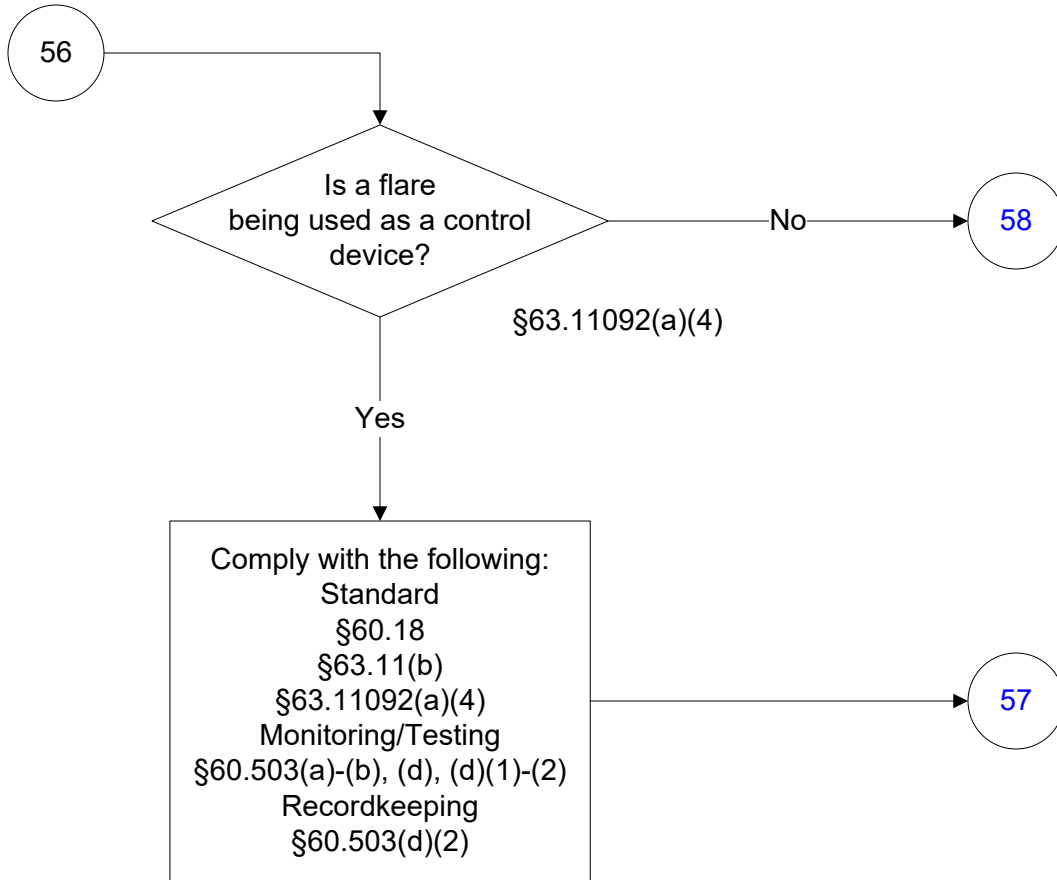 56
Is a flare
being used as a control
device?
No
58
§63.11092(a)(4)
Yes
Comply with the following:
Standard
§60.18
§63.11(b)
§63.11092(a)(4)
Monitoring/Testing
§60.503(a)-(b), (d), (d)(1)-(2)
Recordkeeping
§60.503(d)(2)
57